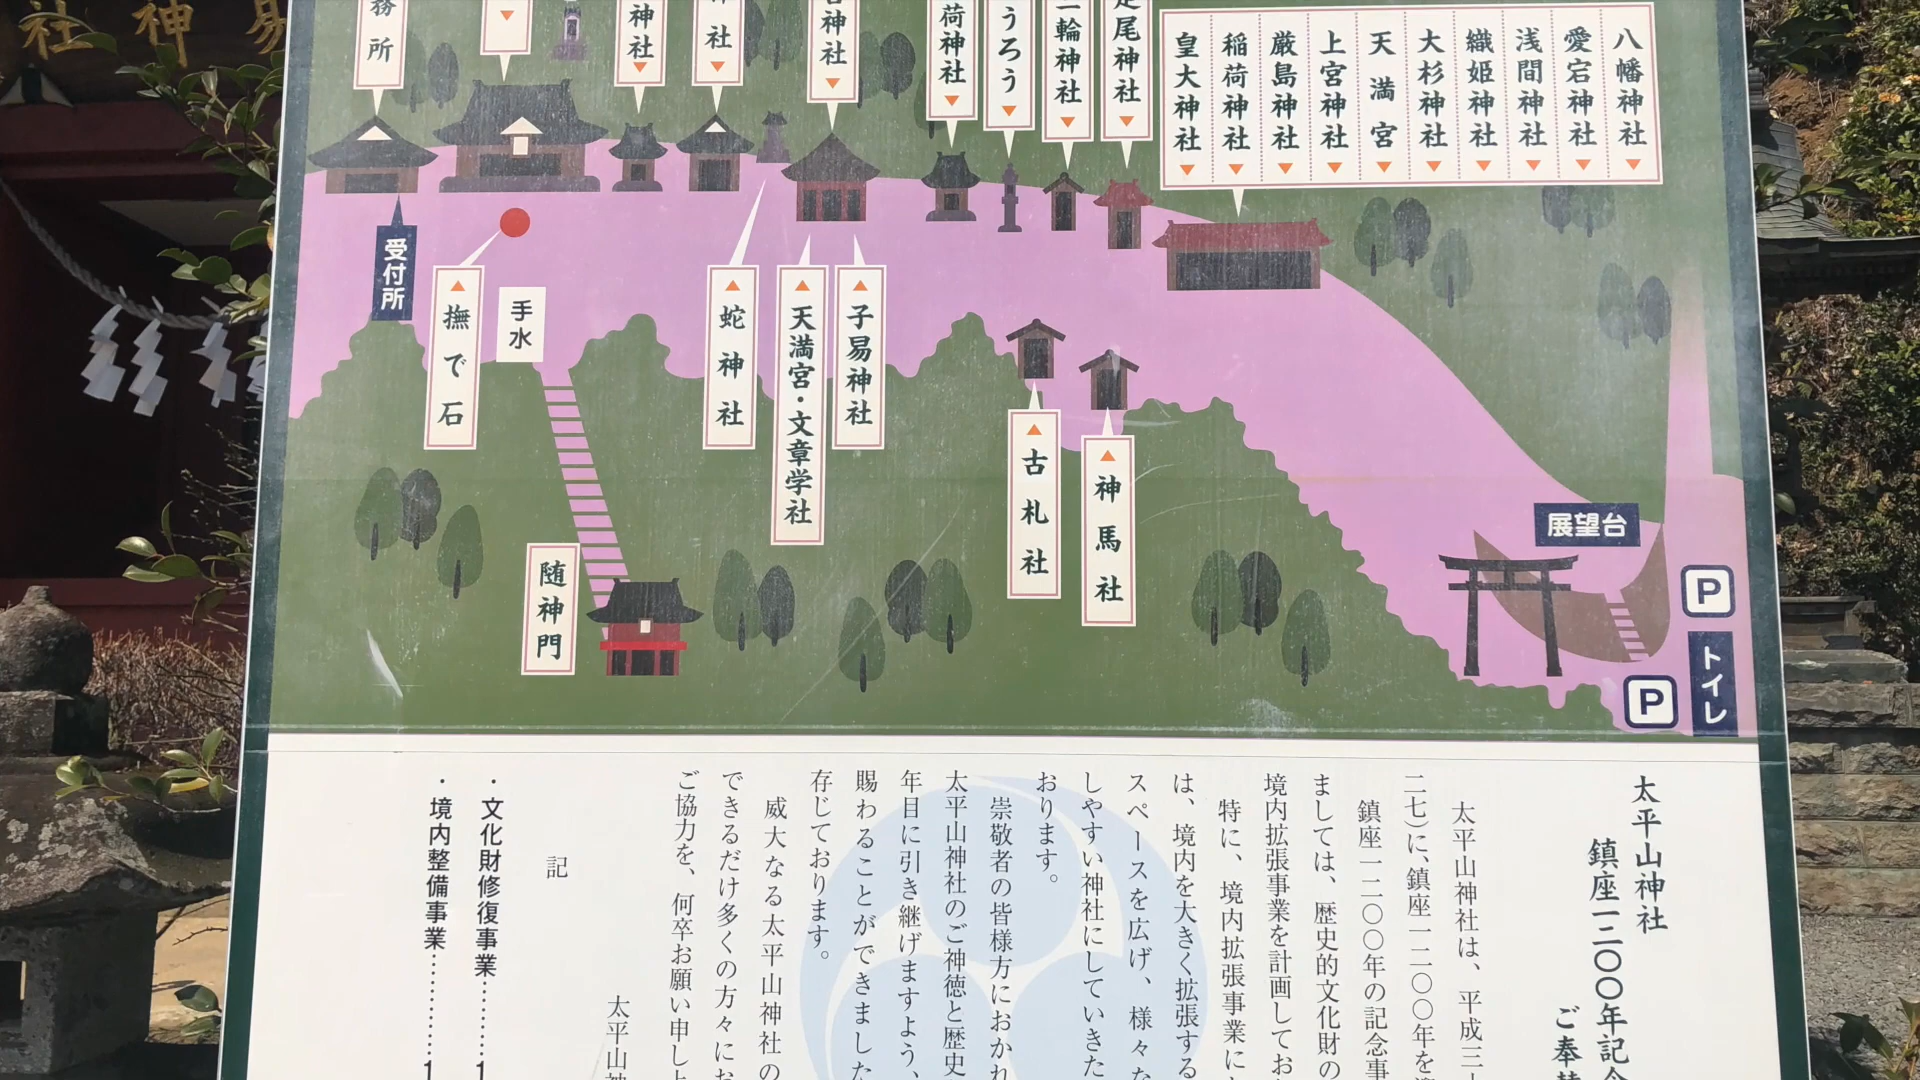 務所
神社
社
神社
荷神社
うろう
輪神社
尾神社
八幡神社
愛宕神社
浅間神社
織姫神社
大杉神社
天満宮
上宮神社
厳島神社
稲荷神社
皇大神社
受付所
撫で石
手水
蛇神社
天満宮・文章学社
子易神社
古札社
神馬社
随神門
展望台
P
P
トイレ
太平山神社
鎮座一二〇〇年記念
ご奉
太平山神社は、平成三十
二七)に、鎮座一二〇〇年を
鎮座一二〇〇年の記念事
ましては、歴史的文化財の
境内拡張事業を計画してお
特に、境内拡張事業に
は、境内を大きく拡張する
スペースを広げ、様々な
しやすい神社にしていきた
おります。
崇敬者の皆様方におかれ
太平山神社のご神徳と歴史
年目に引き継げますよう、
賜わることができました
存じております。
威大なる太平山神社の
できるだけ多くの方々にお
ご協力を、何卒お願い申し上
太平山神
記
・文化財修復事業………1
・境内整備事業…………1
社神易